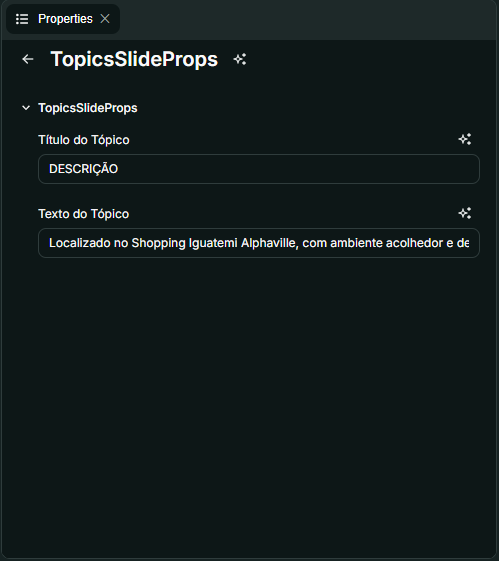 Properties
TopicsSlideProps
TopicsSlideProps
Título do Tópico
DESCRIÇÃO
Texto do Tópico
Localizado no Shopping Iguatemi Alphaville, com ambiente acolhedor e de